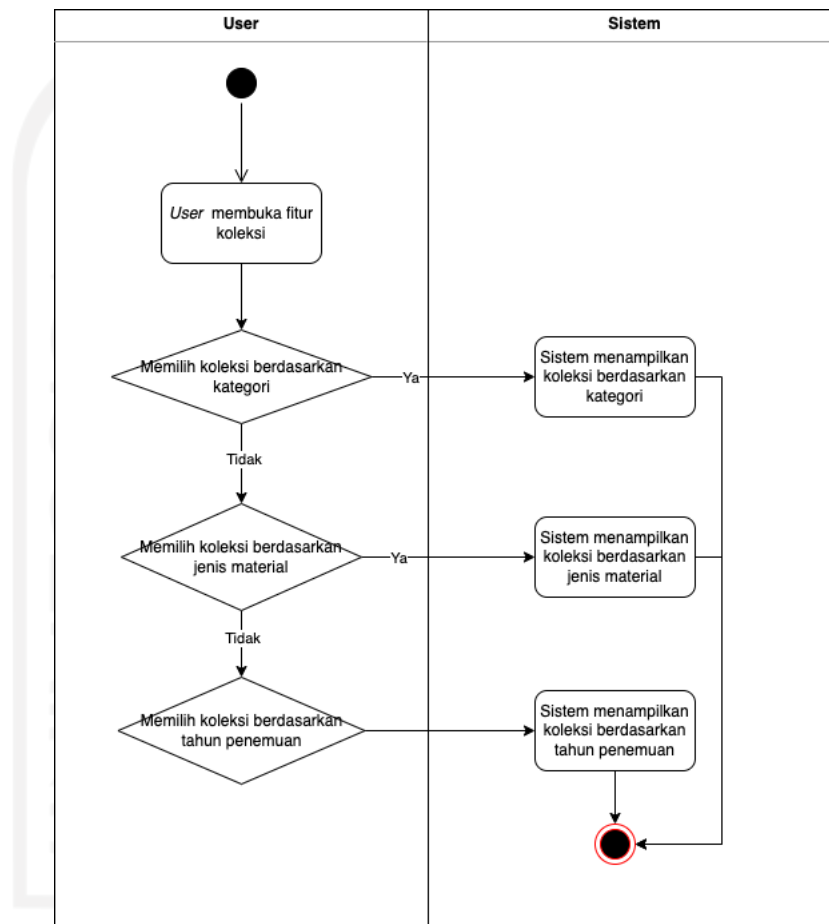 User
Sistem
User membuka fitur
koleksi
Memilih koleksi berdasarkan
kategori
Ya
Sistem menampilkan
koleksi berdasarkan
kategori
Tidak
Memilih koleksi berdasarkan
jenis material
Ya
Sistem menampilkan
koleksi berdasarkan
jenis material
Tidak
Memilih koleksi berdasarkan
tahun penemuan
Sistem menampilkan
koleksi berdasarkan
tahun penemuan